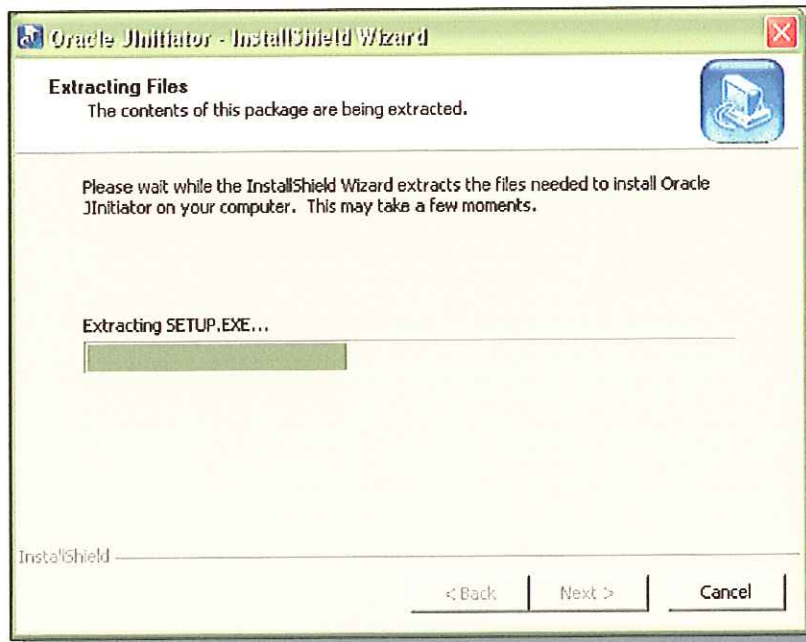 Oracle JInitiator - InstallShield Wizard
Extracting Files
The contents of this package are being extracted.
Please wait while the InstallShield Wizard extracts the files needed to install Oracle
JInitiator on your computer. This may take a few moments.
Extracting SETUP.EXE...
InstallShield
< Back Next > Cancel